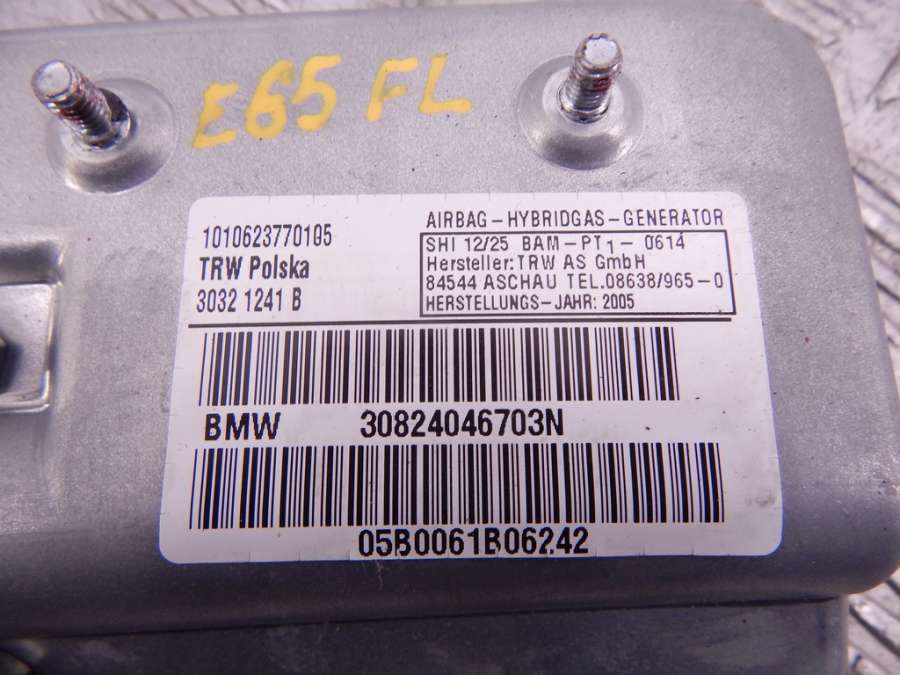 E65 FL
1010623770105
TRW Polska
3032 1241 B
AIRBAG-HYBRIDGAS-GENERATOR
SHI 12/25 BAM-PT1-0614
Hersteller: TRW AS GmbH
84544 ASCHAU TEL.08638/965-0
HERSTELLUNGS-JAHR: 2005
BMW 30824046703N
05B0061B06242